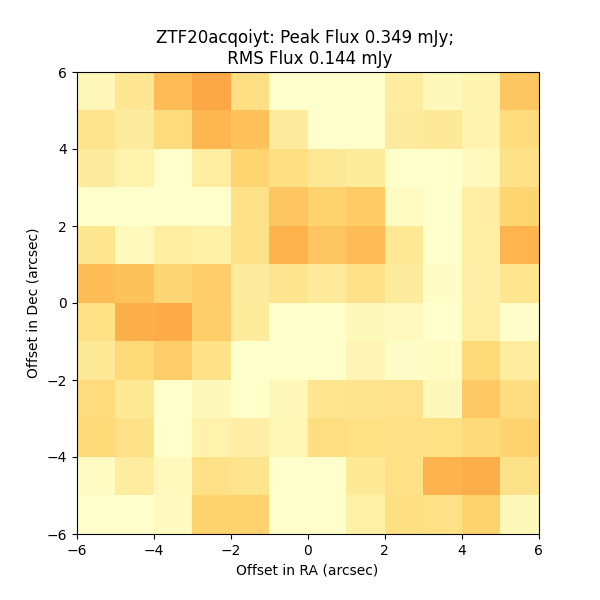 ZTF20acqoiyt: Peak Flux 0.349 mJy;
RMS Flux 0.144 mJy
6
4
2
0
−2
−4
−6
Offset in Dec (arcsec)
−6 −4 −2 0 2 4 6
Offset in RA (arcsec)